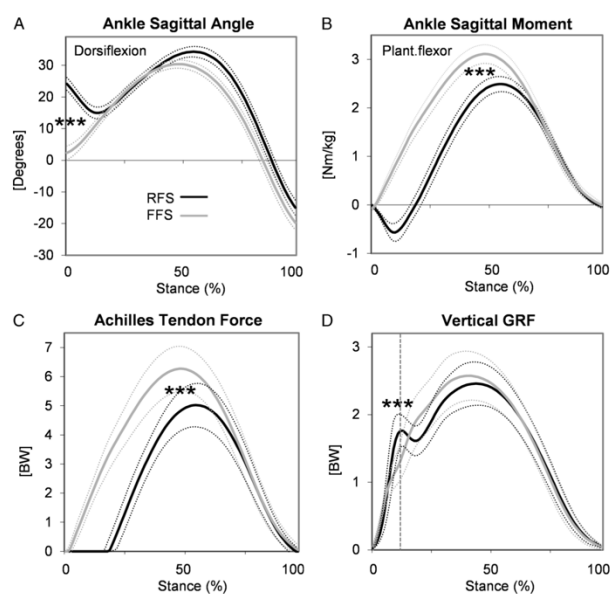 A
Ankle Sagittal Angle
Dorsiflexion
30
20
10
0
-10
-20
-30
[Degrees]
***
RFS
FFS
0
50
100
Stance (%)
B
Ankle Sagittal Moment
Plant.flexor
3
2
1
0
-1
[Nm/kg]
***
0
50
100
Stance (%)
C
Achilles Tendon Force
7
6
5
4
3
2
1
0
[BW]
***
0
50
100
Stance (%)
D
Vertical GRF
3
2
1
0
[BW]
***
0
50
100
Stance (%)